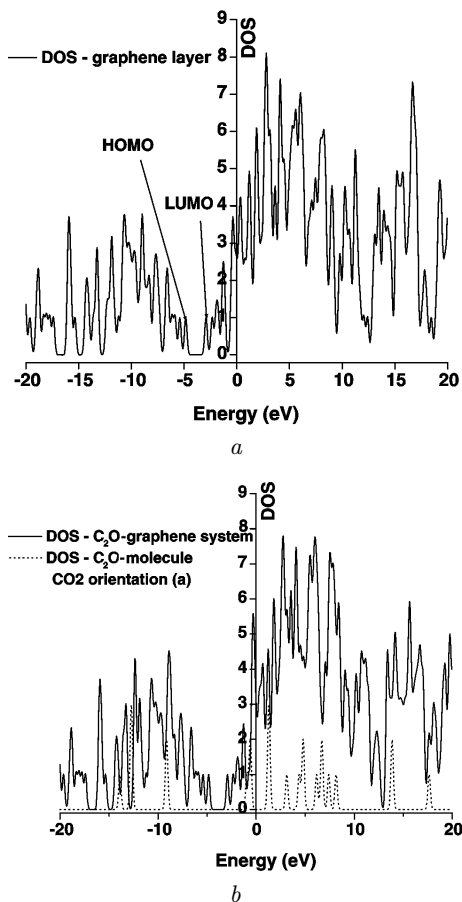 9
DOS
DOS - graphene layer
8
7
6
HOMO
5
LUMO
4
3
2
1
0
-20 -15 -10 -5 0 5 10 15 20
Energy (eV)
a
9
DOS
8
DOS - C₂O-graphene system
DOS - C₂O-molecule
7
CO2 orientation (a)
6
5
4
3
2
1
0
-20 -10 0 10 20
Energy (eV)
b